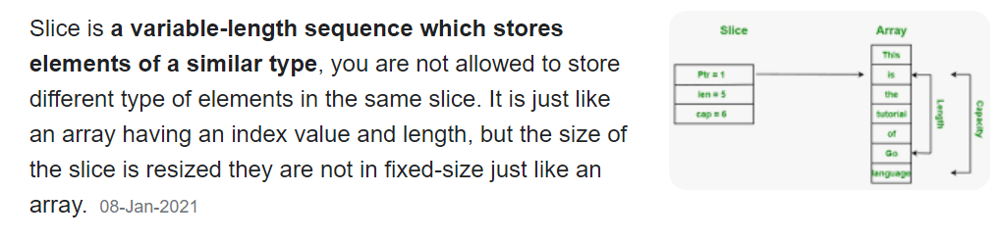 Slice is a variable-length sequence which stores
elements of a similar type, you are not allowed to store
different type of elements in the same slice. It is just like
an array having an index value and length, but the size of
the slice is resized they are not in fixed-size just like an
array. 08-Jan-2021
Slice
Array
Ptr = 1
len = 5
cap = 6
This
is
the
tutorial
of
Go
language
Length
Capacity